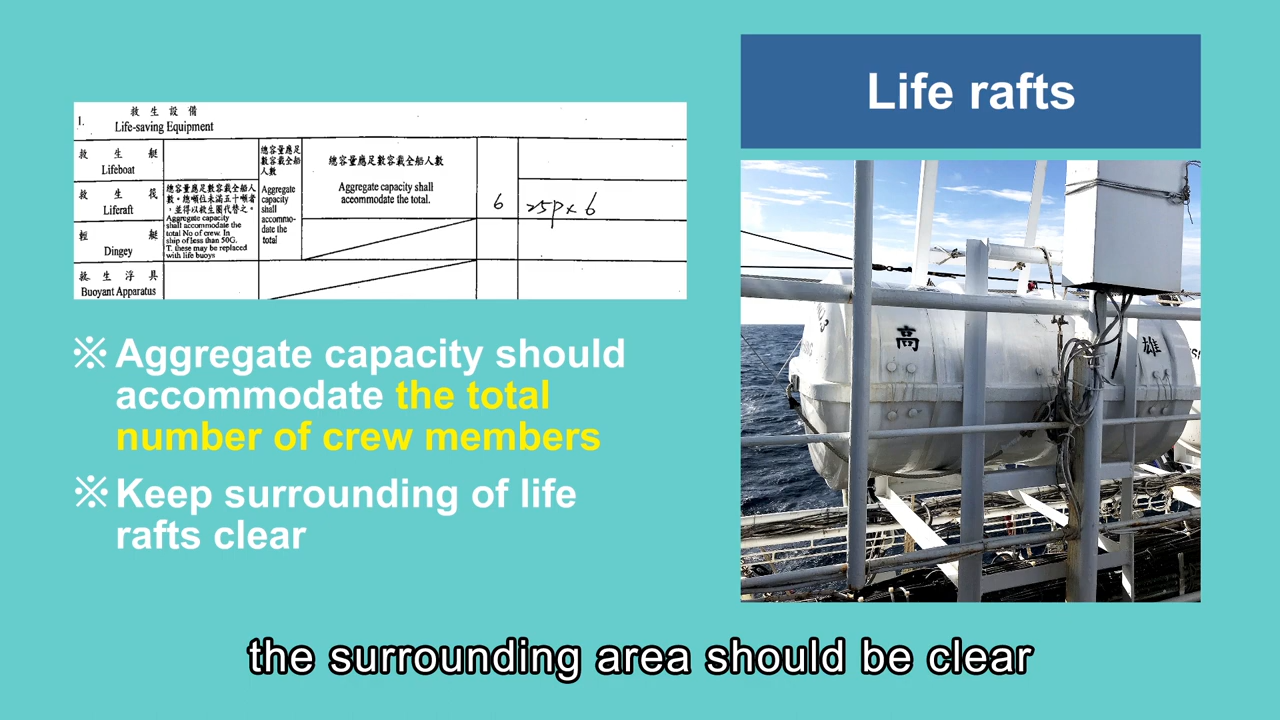 Life rafts
1.
救生設備
Life-saving Equipment
救生艇
Lifeboat
救生筏
Liferaft
輕艇
Dingey
救生浮具
Buoyant Apparatus
總容量應足
數容載全船人
數。總噸位未滿五十噸者
,並得以救生圈代替之。
Aggregate capacity
shall accommodate the
total No of crew. In
ship of less than 50G.
T. these may be replaced
with life buoys
總容量應足
數容載全船
人數
Aggregate
capacity
shall
accommo-
date the
total
總容量應足數容載全船人數
Aggregate capacity shall
accommodate the total.
6
25P x 6
※ Aggregate capacity should
accommodate the total
number of crew members
※ Keep surrounding of life
rafts clear
高
雄
the surrounding area should be clear